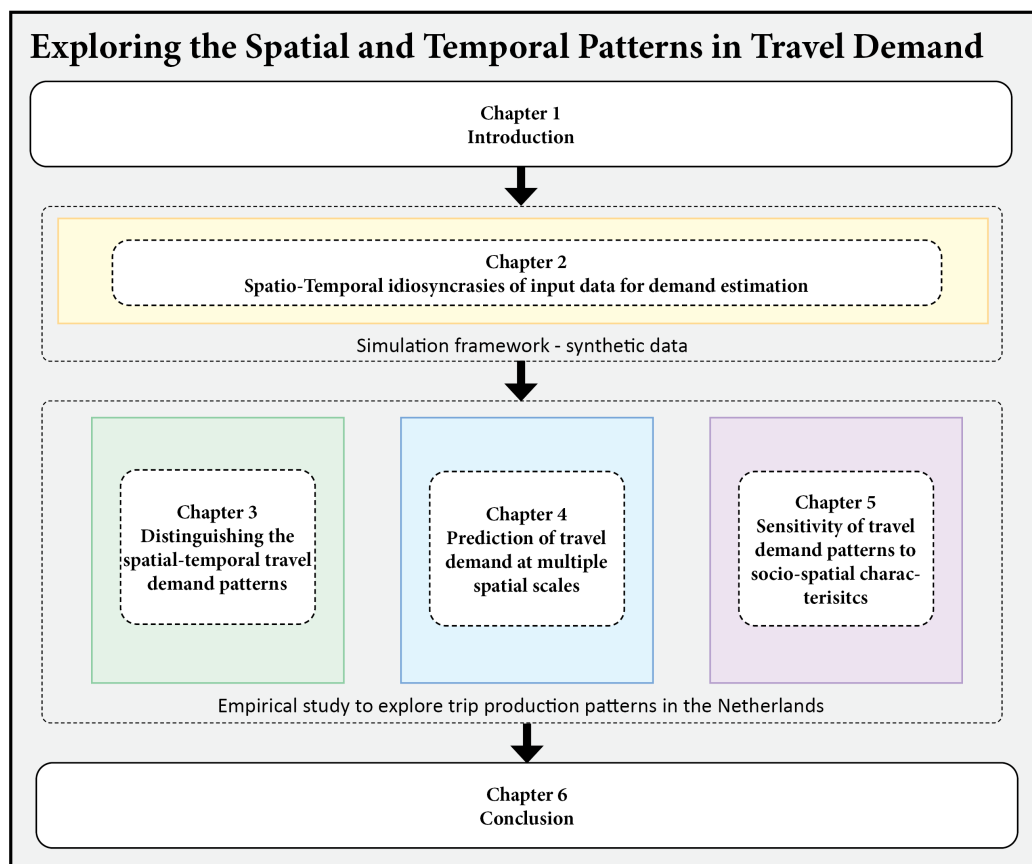 Exploring the Spatial and Temporal Patterns in Travel Demand
Chapter 1
Introduction
Chapter 2
Spatio-Temporal idiosyncrasies of input data for demand estimation
Simulation framework - synthetic data
Chapter 3
Distinguishing the
spatial-temporal travel
demand patterns
Chapter 4
Prediction of travel
demand at multiple
spatial scales
Chapter 5
Sensitivity of travel
demand patterns to
socio-spatial charac-
terisitcs
Empirical study to explore trip production patterns in the Netherlands
Chapter 6
Conclusion